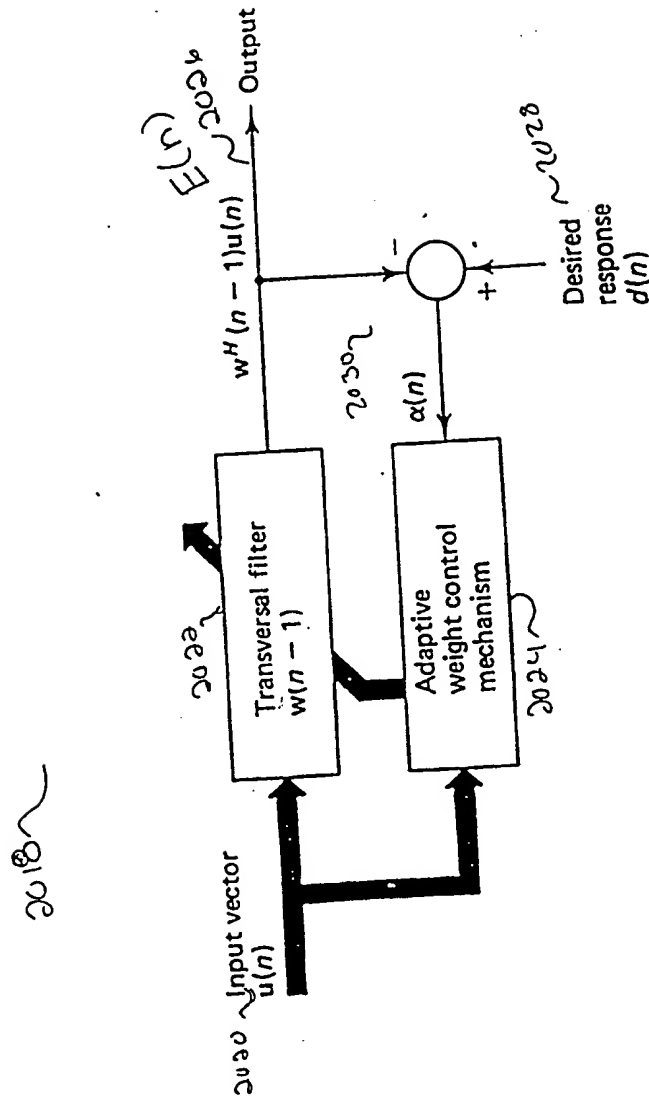 2018
2020
Input vector
u(n)
2022
Transversal filter
w(n − 1)
w^H(n − 1)u(n)
E(n)
2026
Output
Adaptive
weight control
mechanism
2024
2030
α(n)
−
+
Desired
response
d(n)
2028